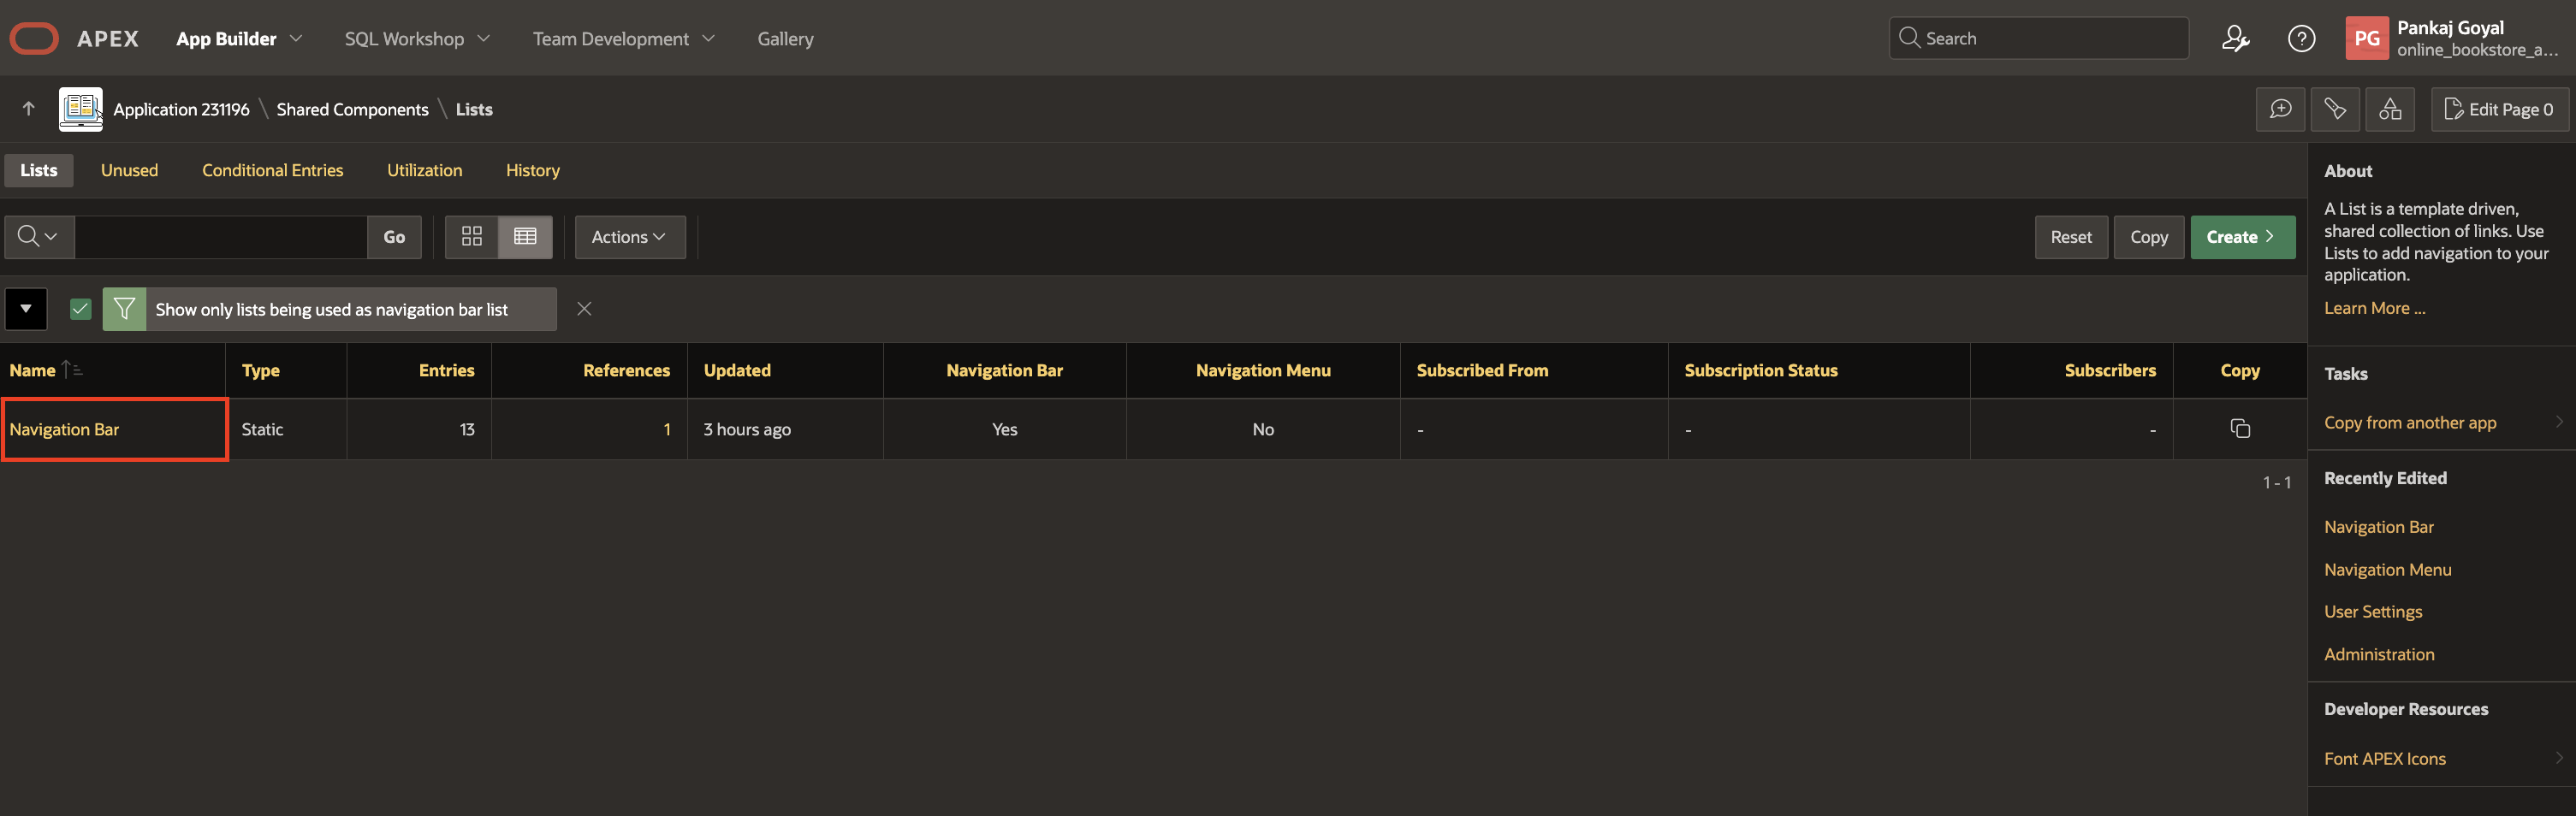 APEX App Builder SQL Workshop Team Development Gallery Search PG Pankaj Goyal
online_bookstore_a...
Application 231196 \ Shared Components \ Lists Edit Page 0
Lists Unused Conditional Entries Utilization History
Go Actions Reset Copy Create
Show only lists being used as navigation bar list
Name Type Entries References Updated Navigation Bar Navigation Menu Subscribed From Subscription Status Subscribers Copy
Navigation Bar Static 13 1 3 hours ago Yes No - - -
1 - 1
About
A List is a template driven,
shared collection of links. Use
Lists to add navigation to your
application.
Learn More ...
Tasks
Copy from another app
Recently Edited
Navigation Bar
Navigation Menu
User Settings
Administration
Developer Resources
Font APEX Icons